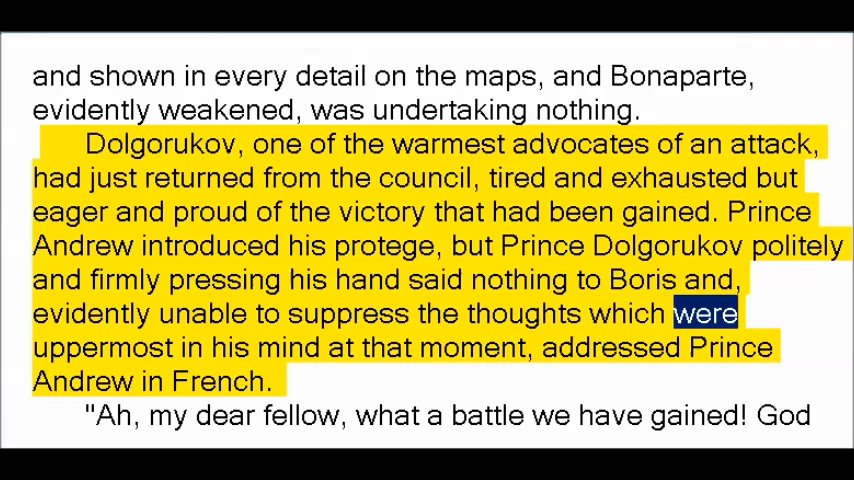 and shown in every detail on the maps, and Bonaparte,
evidently weakened, was undertaking nothing.
Dolgorukov, one of the warmest advocates of an attack,
had just returned from the council, tired and exhausted but
eager and proud of the victory that had been gained. Prince
Andrew introduced his protege, but Prince Dolgorukov politely
and firmly pressing his hand said nothing to Boris and,
evidently unable to suppress the thoughts which were
uppermost in his mind at that moment, addressed Prince
Andrew in French.
"Ah, my dear fellow, what a battle we have gained! God